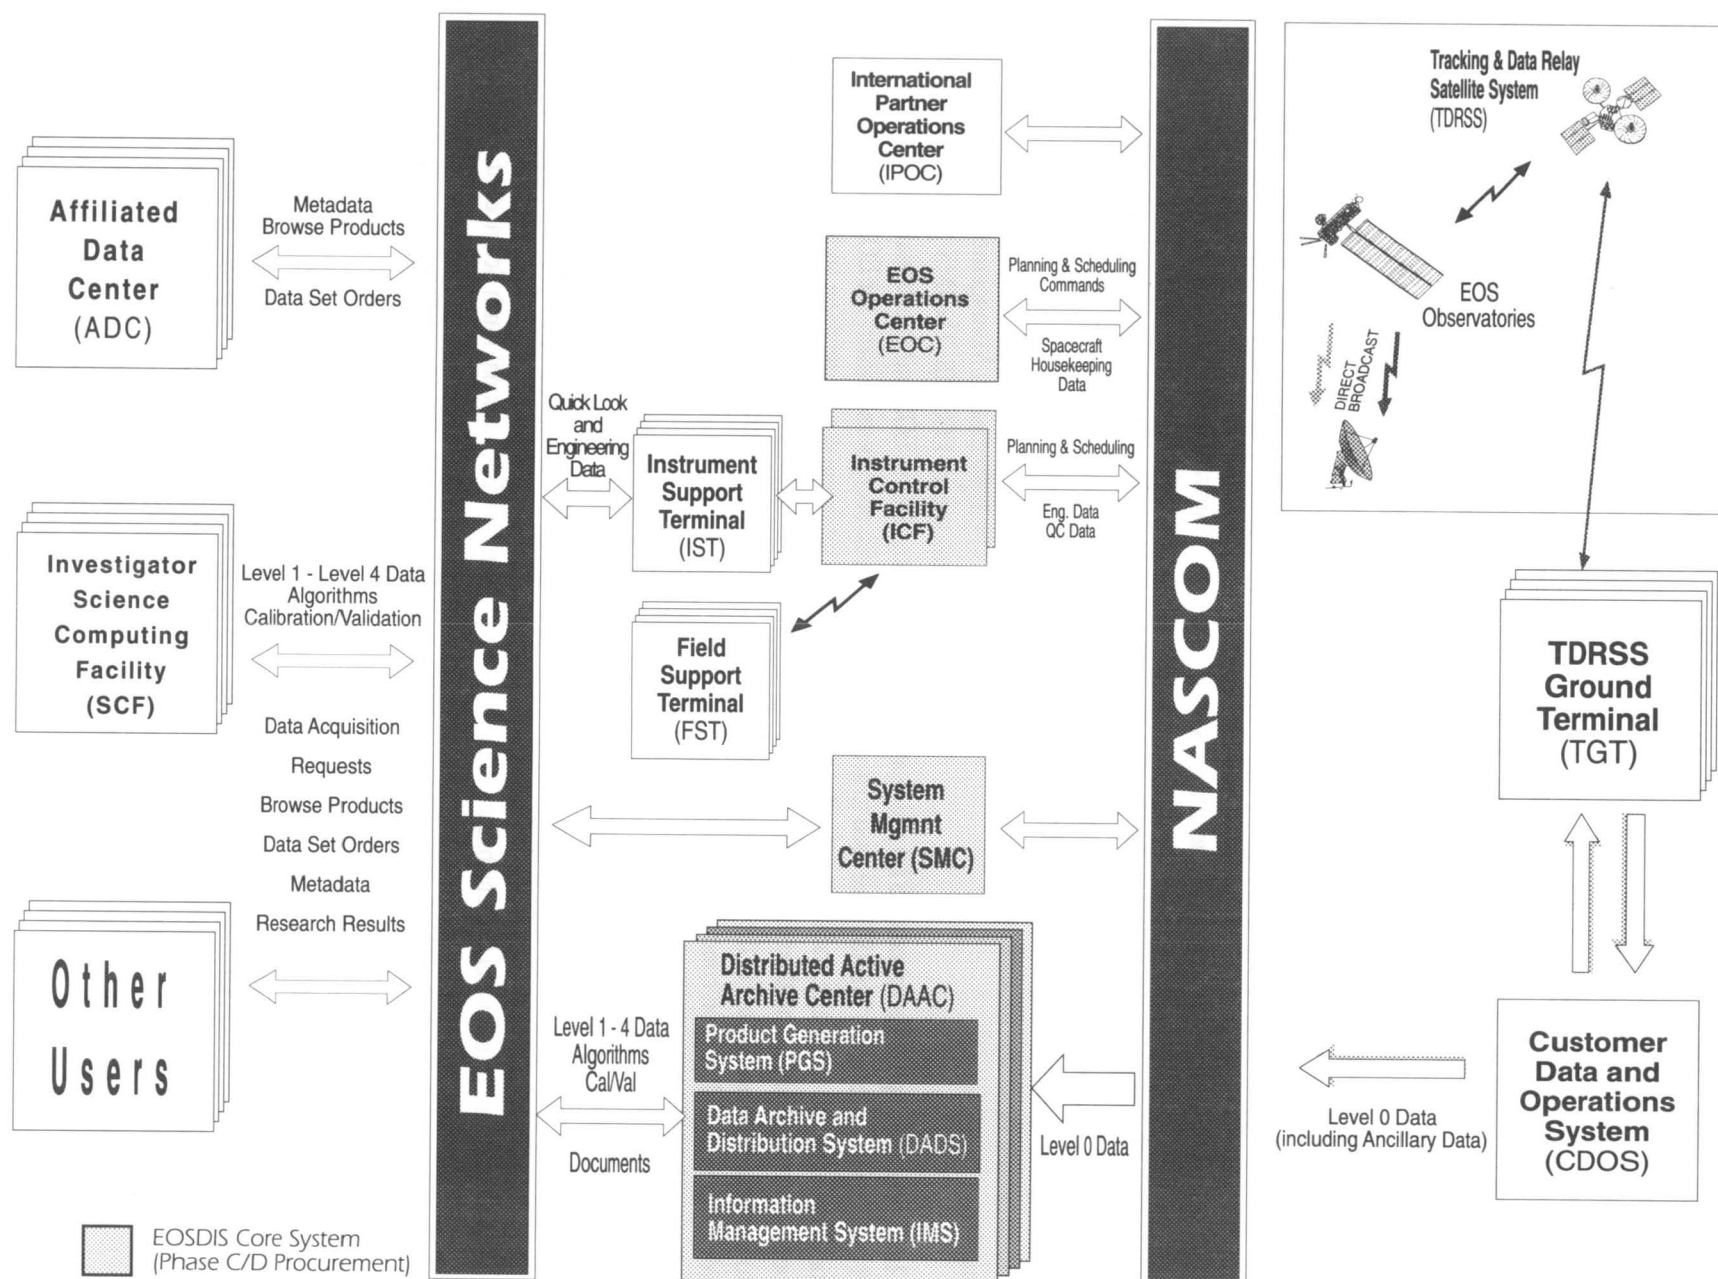 Affiliated
Data
Center
(ADC)
Metadata
Browse Products
Data Set Orders
Investigator
Science
Computing
Facility
(SCF)
Level 1 - Level 4 Data
Algorithms
Calibration/Validation
Data Acquisition
Requests
Browse Products
Data Set Orders
Metadata
Research Results
Other
Users
EOSDIS Core System
(Phase C/D Procurement)
EOS Science Networks
International
Partner
Operations
Center
(IPOC)
EOS
Operations
Center
(EOC)
Planning & Scheduling
Commands
Spacecraft
Housekeeping
Data
Quick Look
and
Engineering
Data
Instrument
Support
Terminal
(IST)
Instrument
Control
Facility
(ICF)
Planning & Scheduling
Eng. Data
QC Data
Field
Support
Terminal
(FST)
System
Mgmnt
Center (SMC)
Distributed Active
Archive Center (DAAC)
Product Generation
System (PGS)
Data Archive and
Distribution System (DADS)
Information
Management System (IMS)
Level 1 - 4 Data
Algorithms
Cal/Val
Documents
Level 0 Data
NASCOM
Tracking & Data Relay
Satellite System
(TDRSS)
EOS
Observatories
DIRECT
BROADCAST
TDRSS
Ground
Terminal
(TGT)
Customer
Data and
Operations
System
(CDOS)
Level 0 Data
(including Ancillary Data)